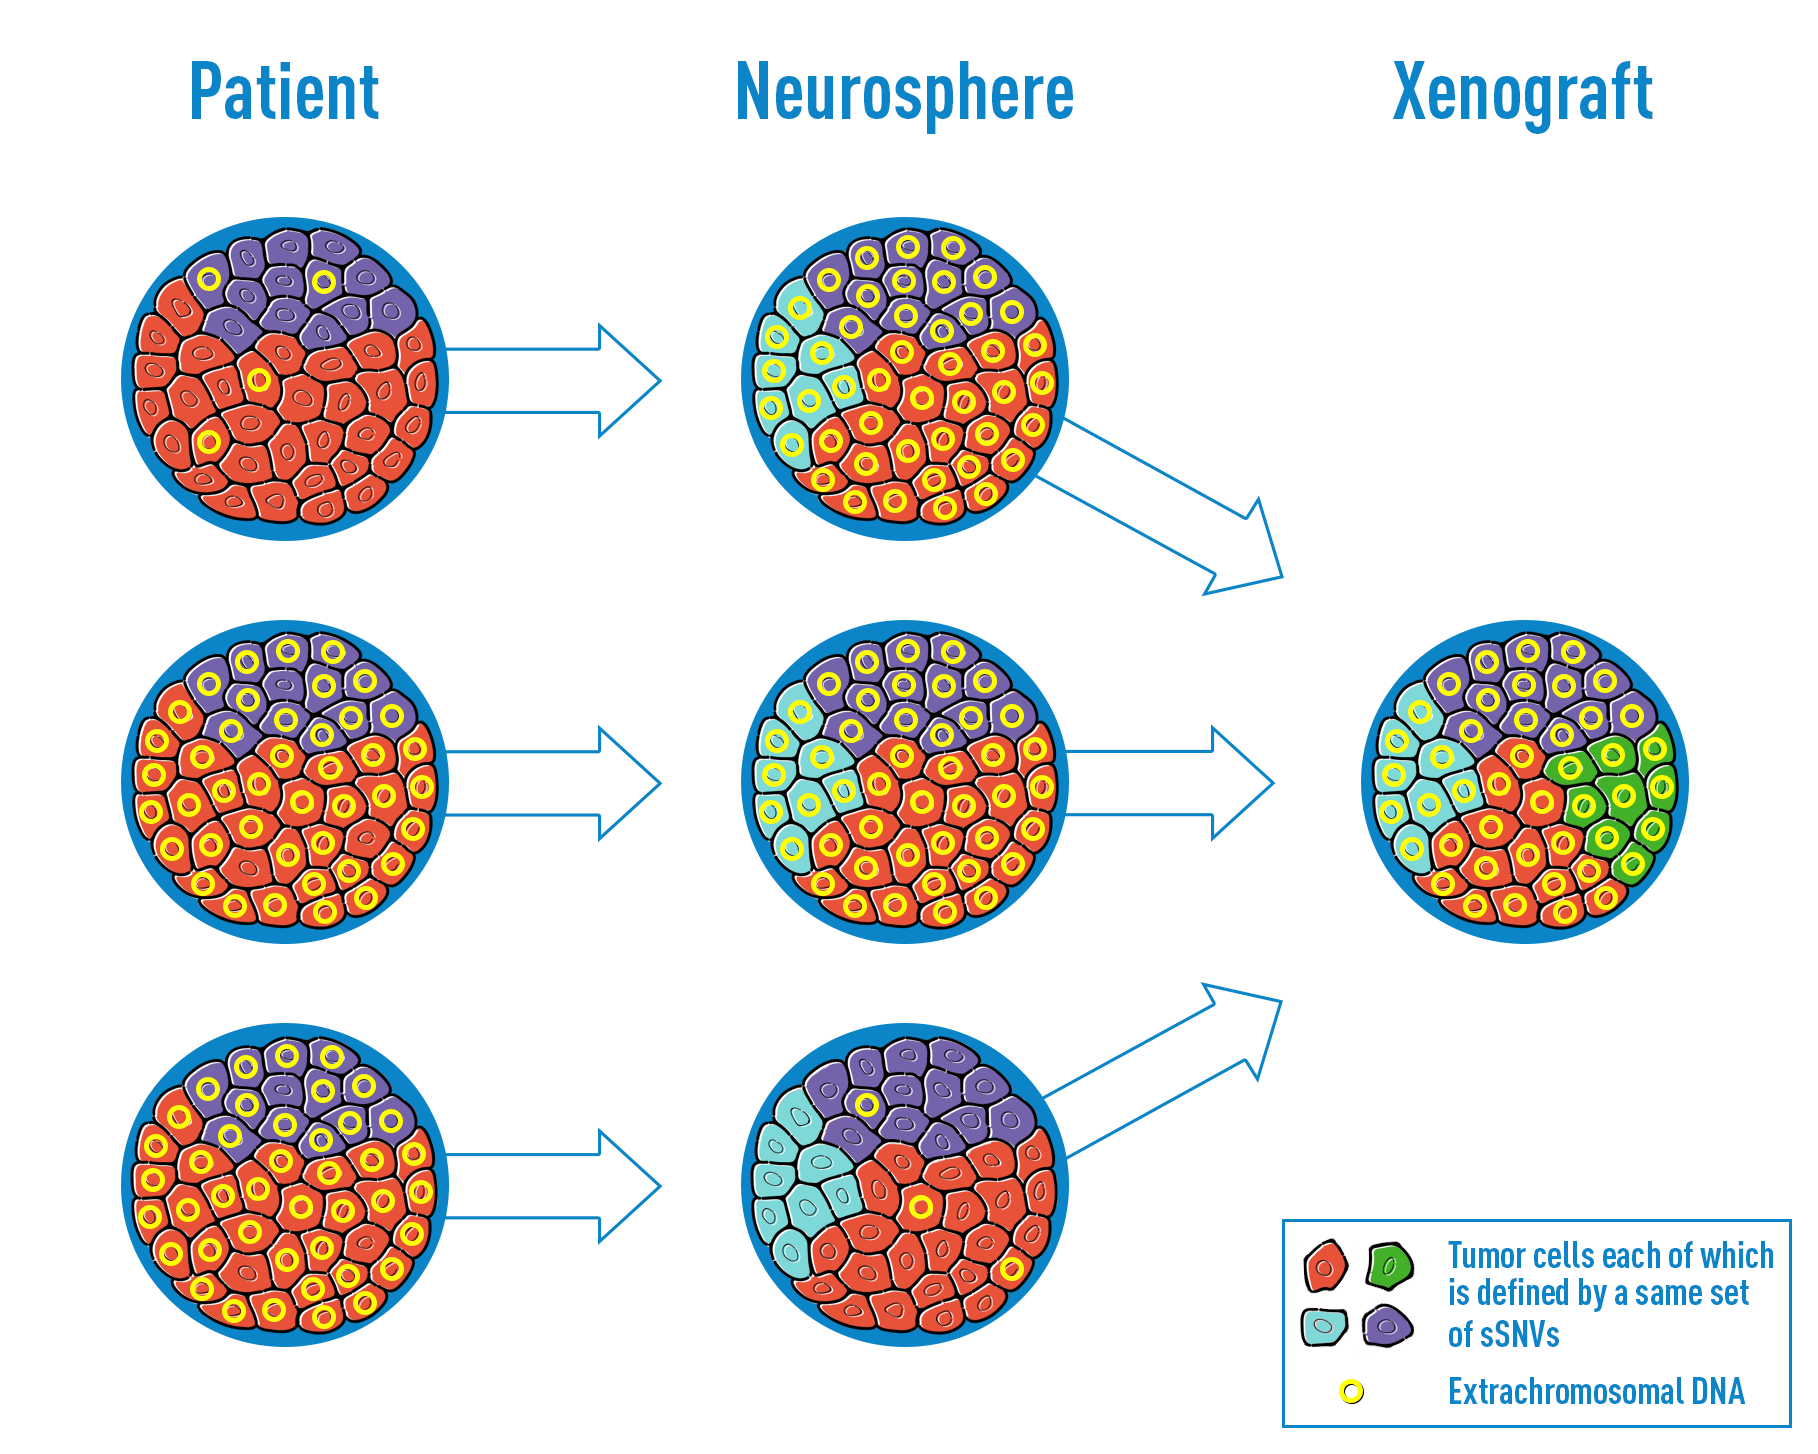 Patient
Neurosphere
Xenograft
Tumor cells each of which
is defined by a same set
of sSNVs
Extrachromosomal DNA